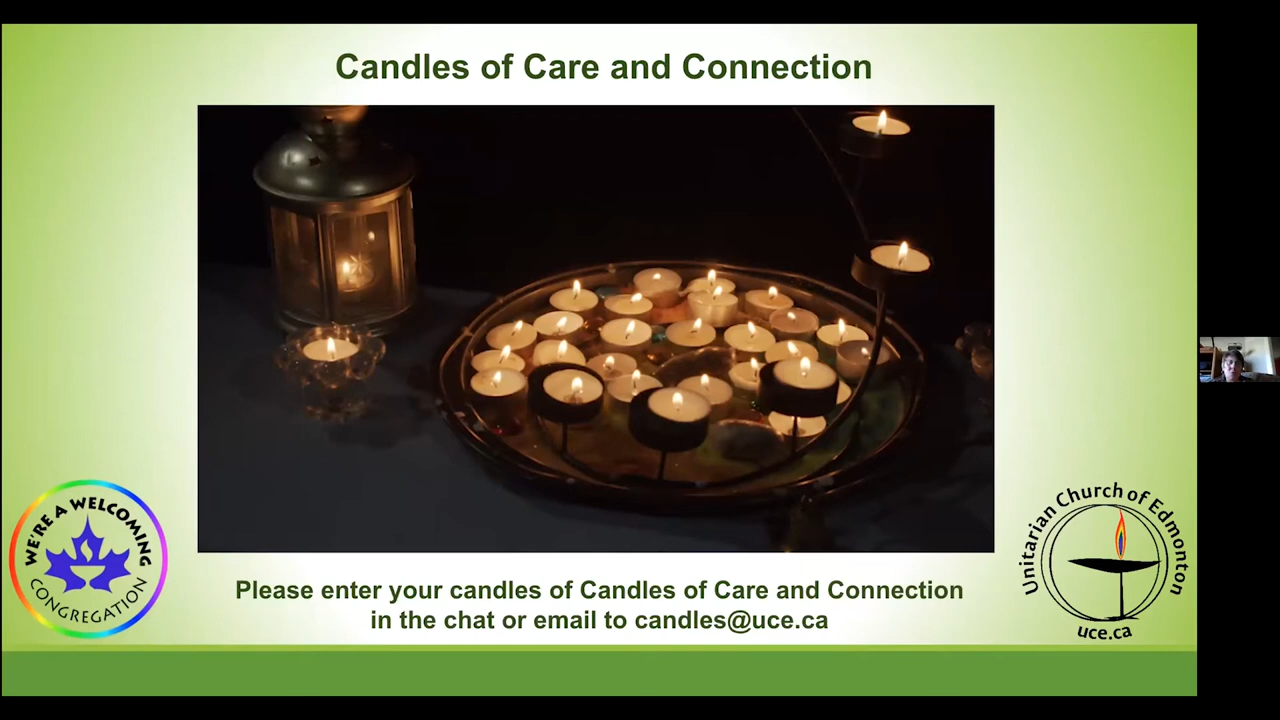 Candles of Care and Connection
WE'RE A WELCOMING
CONGREGATION
Unitarian Church of Edmonton
uce.ca
Please enter your candles of Candles of Care and Connection
in the chat or email to candles@uce.ca